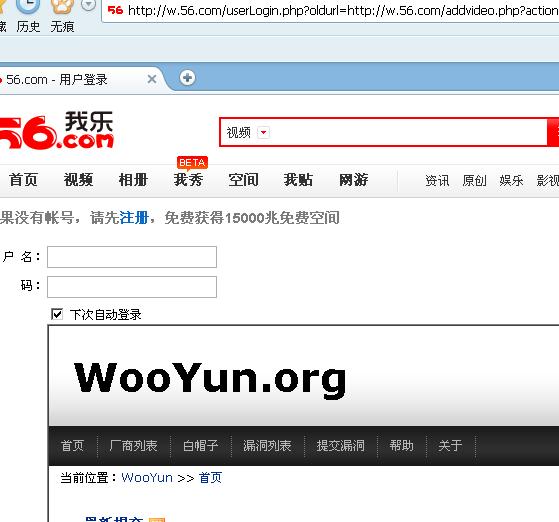 历史 无痕
56 http://w.56.com/userLogin.php?oldurl=http://w.56.com/addvideo.php?action
56.com - 用户登录
56.com 我乐
视频
BETA
首页 视频 相册 我秀 空间 我贴 网游 资讯 原创 娱乐 影视
果没有帐号，请先注册，免费获得15000兆免费空间
户 名：
码：
下次自动登录
WooYun.org
首页 厂商列表 白帽子 漏洞列表 提交漏洞 帮助 关于
当前位置：WooYun >> 首页
最新提交